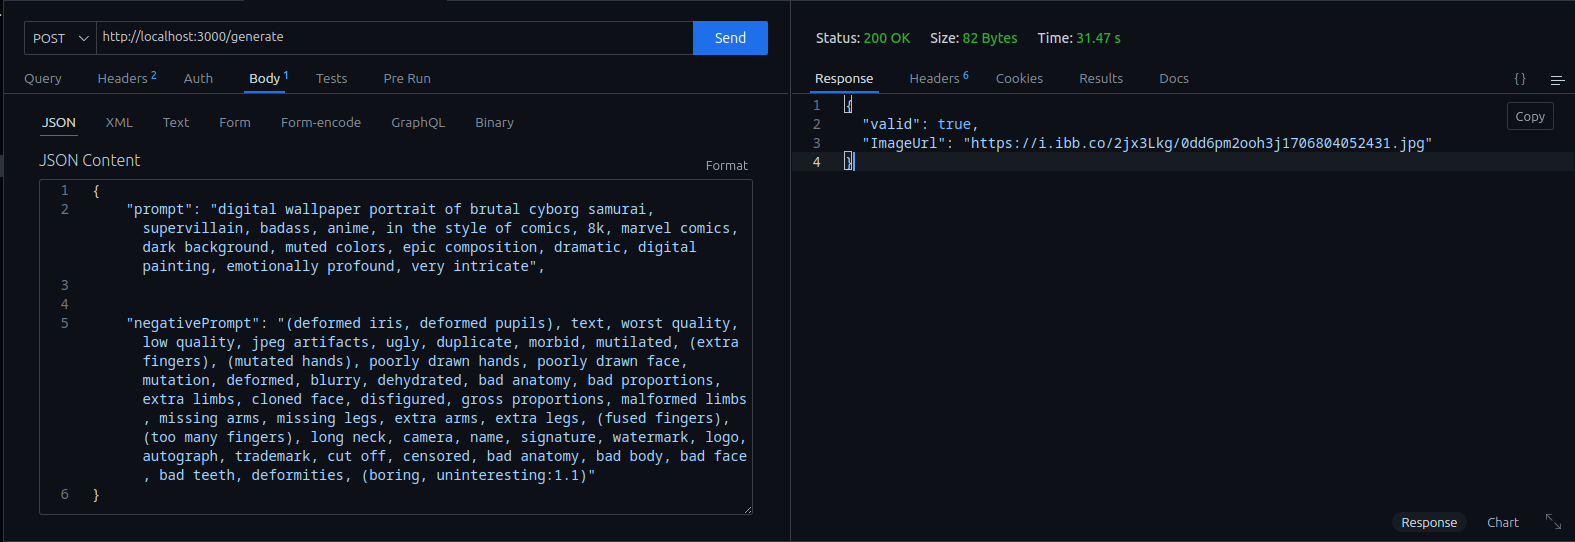 POST
http://localhost:3000/generate
Send
Query Headers 2 Auth Body 1 Tests Pre Run
JSON XML Text Form Form-encode GraphQL Binary
JSON Content
Format
1 {
2 "prompt": "digital wallpaper portrait of brutal cyborg samurai,
supervillain, badass, anime, in the style of comics, 8k, marvel comics,
dark background, muted colors, epic composition, dramatic, digital
painting, emotionally profound, very intricate",
3
4
5 "negativePrompt": "(deformed iris, deformed pupils), text, worst quality,
low quality, jpeg artifacts, ugly, duplicate, morbid, mutilated, (extra
fingers), (mutated hands), poorly drawn hands, poorly drawn face,
mutation, deformed, blurry, dehydrated, bad anatomy, bad proportions,
extra limbs, cloned face, disfigured, gross proportions, malformed limbs
, missing arms, missing legs, extra arms, extra legs, (fused fingers),
(too many fingers), long neck, camera, name, signature, watermark, logo,
autograph, trademark, cut off, censored, bad anatomy, bad body, bad face
, bad teeth, deformities, (boring, uninteresting:1.1)"
6 }
Status: 200 OK Size: 82 Bytes Time: 31.47 s
Response Headers 6 Cookies Results Docs {}
1 {
2 "valid": true,
3 "ImageUrl": "https://i.ibb.co/2jx3Lkg/0dd6pm2ooh3j1706804052431.jpg"
4 }
Copy
Response Chart